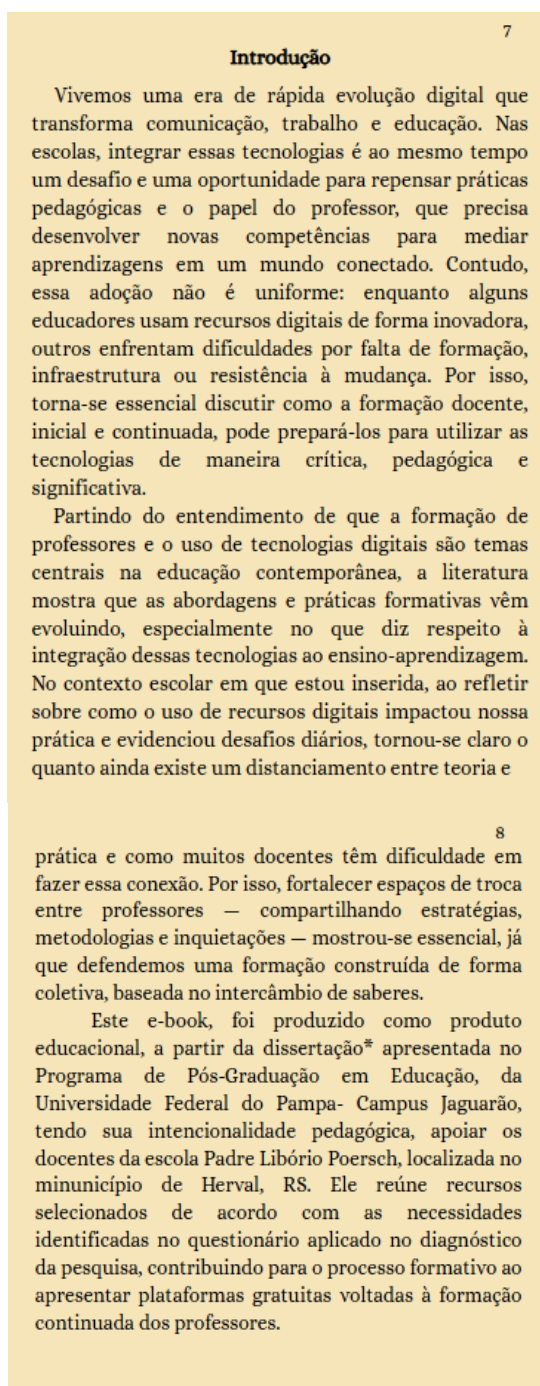 7
Introdução
Vivemos uma era de rápida evolução digital que
transforma comunicação, trabalho e educação. Nas
escolas, integrar essas tecnologias é ao mesmo tempo
um desafio e uma oportunidade para repensar práticas
pedagógicas e o papel do professor, que precisa
desenvolver novas competências para mediar
aprendizagens em um mundo conectado. Contudo,
essa adoção não é uniforme: enquanto alguns
educadores usam recursos digitais de forma inovadora,
outros enfrentam dificuldades por falta de formação,
infraestrutura ou resistência à mudança. Por isso,
torna-se essencial discutir como a formação docente,
inicial e continuada, pode prepará-los para utilizar as
tecnologias de maneira crítica, pedagógica e
significativa.
Partindo do entendimento de que a formação de
professores e o uso de tecnologias digitais são temas
centrais na educação contemporânea, a literatura
mostra que as abordagens e práticas formativas vêm
evoluindo, especialmente no que diz respeito à
integração dessas tecnologias ao ensino-aprendizagem.
No contexto escolar em que estou inserida, ao refletir
sobre como o uso de recursos digitais impactou nossa
prática e evidenciou desafios diários, tornou-se claro o
quanto ainda existe um distanciamento entre teoria e
8
prática e como muitos docentes têm dificuldade em
fazer essa conexão. Por isso, fortalecer espaços de troca
entre professores — compartilhando estratégias,
metodologias e inquietações — mostrou-se essencial, já
que defendemos uma formação construída de forma
coletiva, baseada no intercâmbio de saberes.
Este e-book, foi produzido como produto
educacional, a partir da dissertação* apresentada no
Programa de Pós-Graduação em Educação, da
Universidade Federal do Pampa- Campus Jaguarão,
tendo sua intencionalidade pedagógica, apoiar os
docentes da escola Padre Libório Poersch, localizada no
minunicípio de Herval, RS. Ele reúne recursos
selecionados de acordo com as necessidades
identificadas no questionário aplicado no diagnóstico
da pesquisa, contribuindo para o processo formativo ao
apresentar plataformas gratuitas voltadas à formação
continuada dos professores.